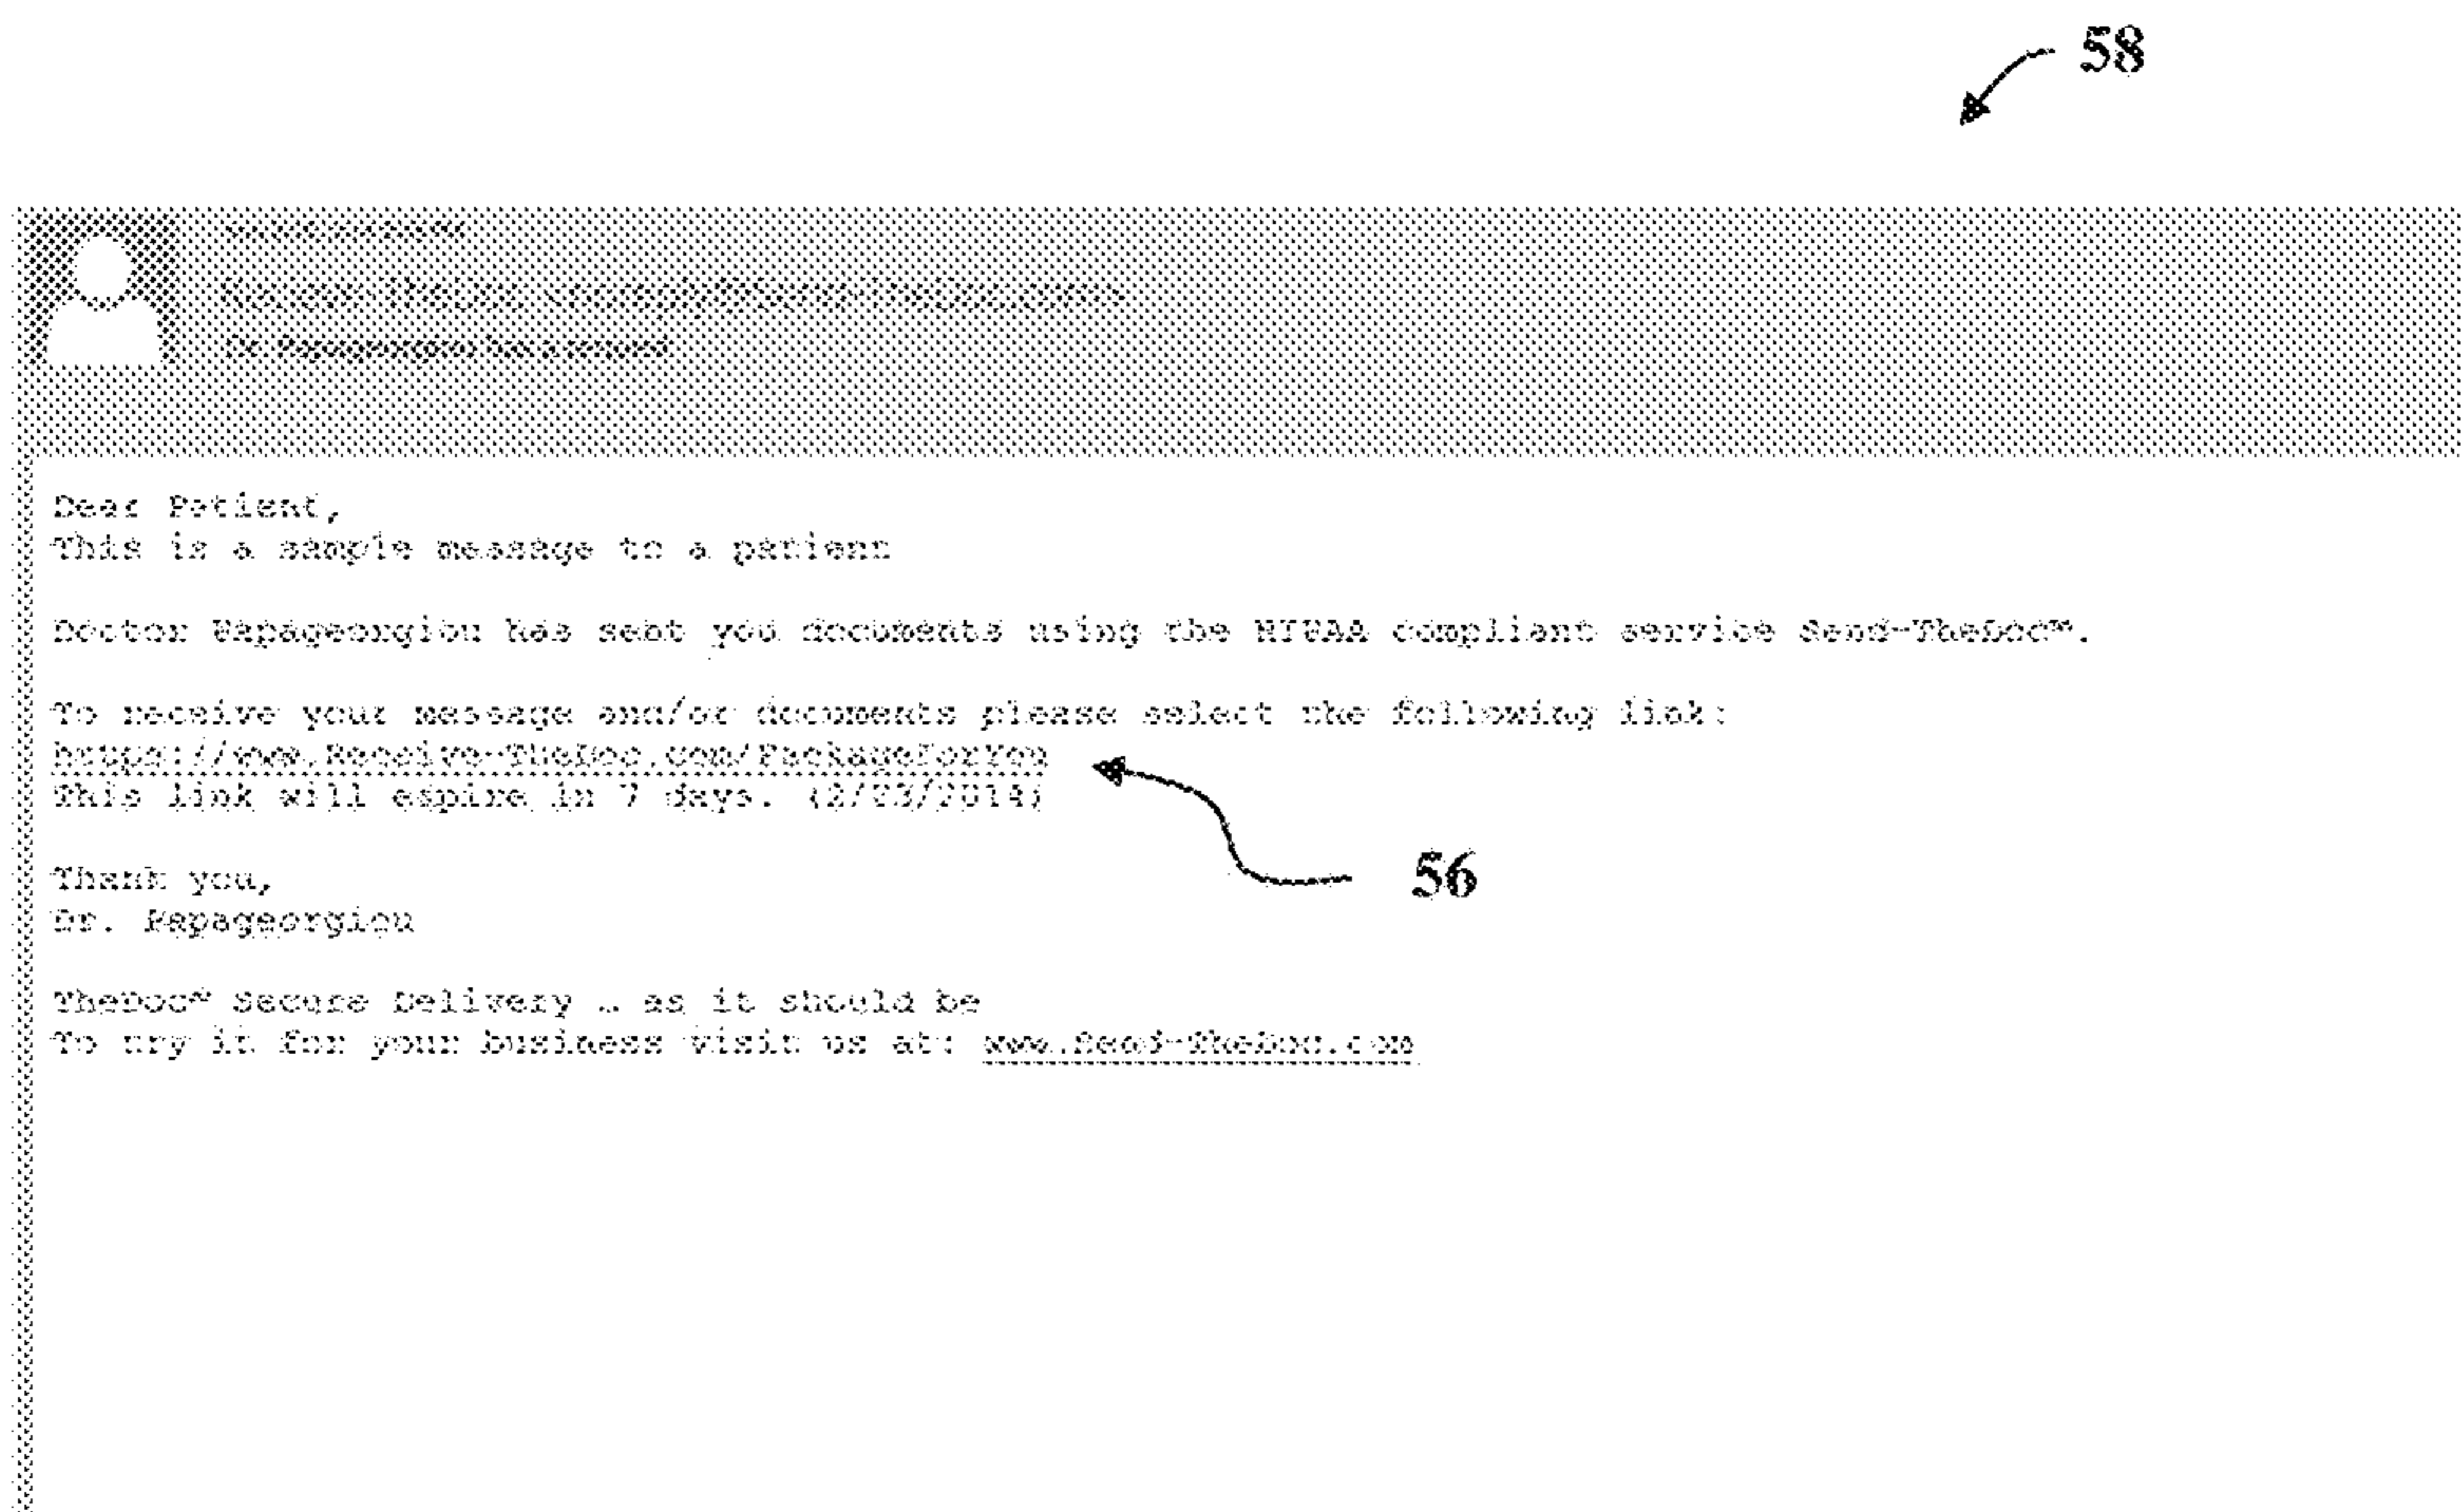 58
Dr Papageorgiou has
Dear Patient,
This is a sample message to a patient
Doctor Papageorgiou has sent you documents using the HIPAA compliant service Send-TheDoc™.
To receive your message and/or documents please select the following link:
https://www.Receive-TheDoc.com/PackageForYou
This link will expire in 7 days.
56
Thank you,
Dr. Papageorgiou
TheDoc™ Secure Delivery … as it should be
To try it for your business visit us at: www.Send-TheDoc.com